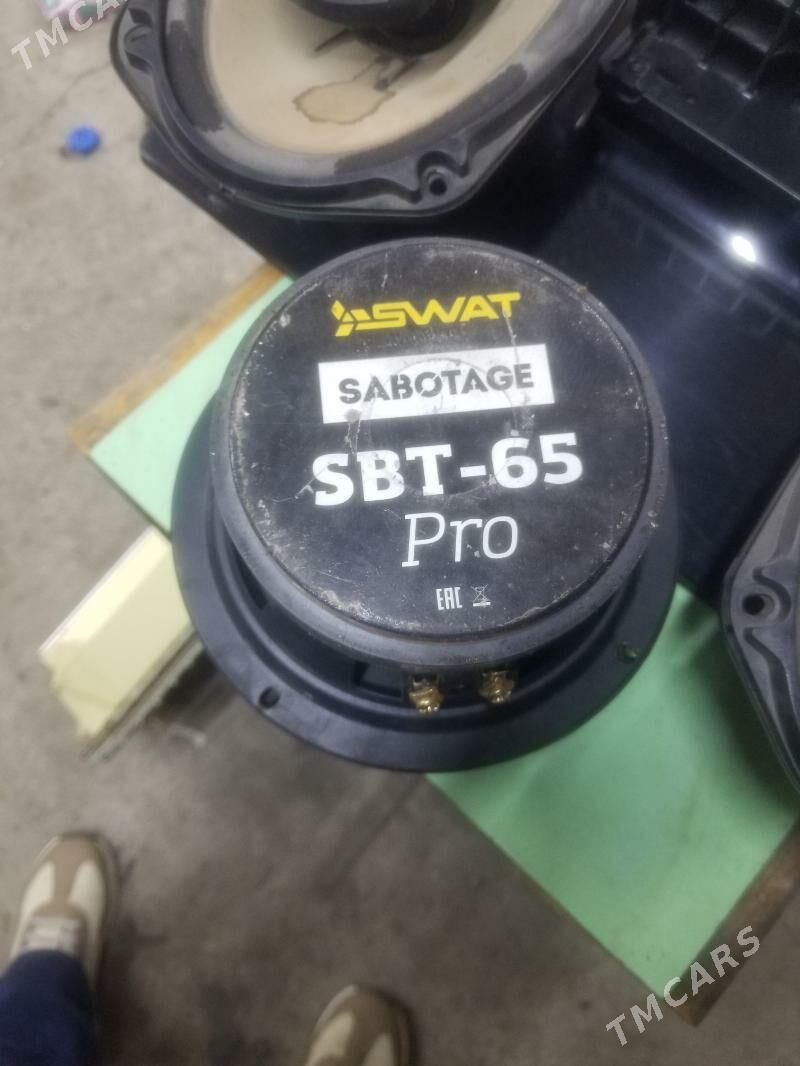 TMCARS
SWAT
SABOTAGE
SBT-65
Pro
EAC
TMCARS